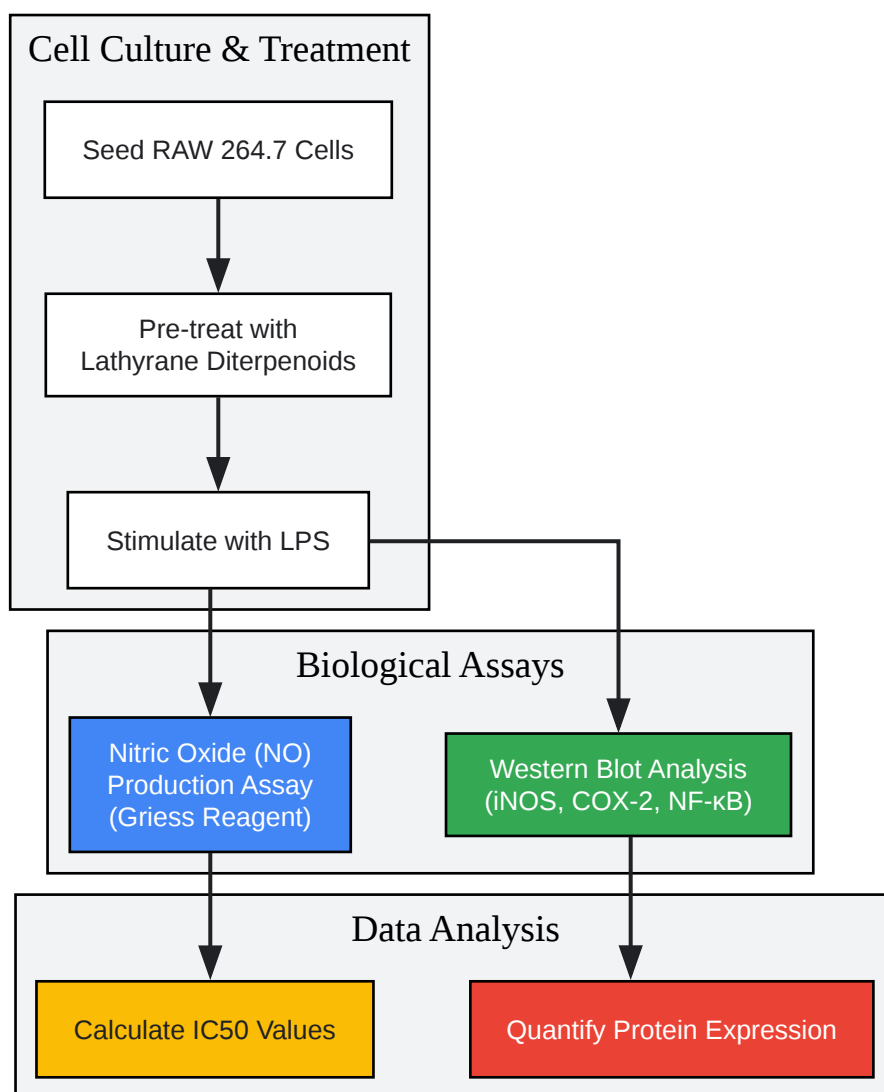 Cell Culture & Treatment
Seed RAW 264.7 Cells
Pre-treat with
Lathyrane Diterpenoids
Stimulate with LPS
Biological Assays
Nitric Oxide (NO)
Production Assay
(Griess Reagent)
Western Blot Analysis
(iNOS, COX-2, NF-κB)
Data Analysis
Calculate IC50 Values
Quantify Protein Expression